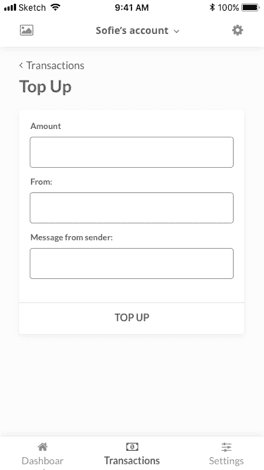 Sketch 9:41 AM 100%
Sofie's account
< Transactions
Top Up
Amount
From:
Message from sender:
TOP UP
Dashboar Transactions Settings